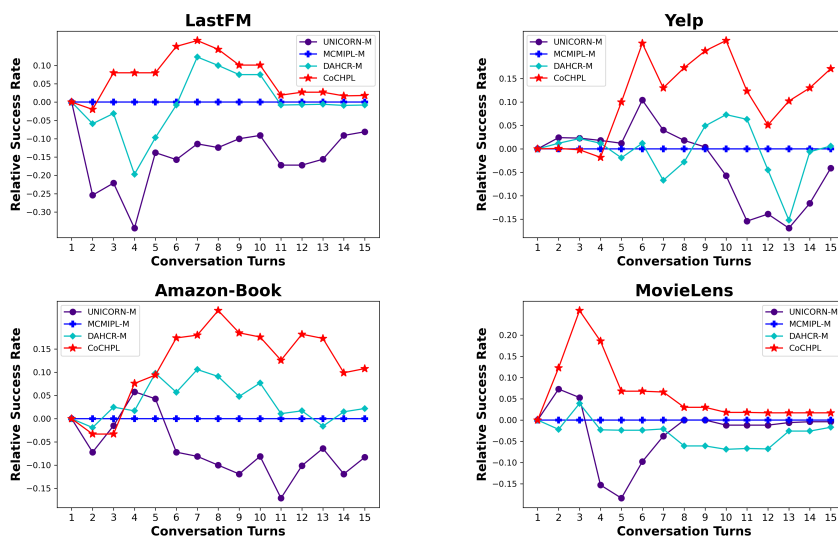 LastFM
Relative Success Rate
0.10
0.05
0.00
−0.05
−0.10
−0.15
−0.20
−0.25
−0.30
UNICORN-M
MCMIPL-M
DAHCR-M
CoCHPL
1 2 3 4 5 6 7 8 9 10 11 12 13 14 15
Conversation Turns
Yelp
Relative Success Rate
0.15
0.10
0.05
0.00
−0.05
−0.10
−0.15
UNICORN-M
MCMIPL-M
DAHCR-M
CoCHPL
1 2 3 4 5 6 7 8 9 10 11 12 13 14 15
Conversation Turns
Amazon-Book
Relative Success Rate
0.15
0.10
0.05
0.00
−0.05
−0.10
−0.15
UNICORN-M
MCMIPL-M
DAHCR-M
CoCHPL
1 2 3 4 5 6 7 8 9 10 11 12 13 14 15
Conversation Turns
MovieLens
Relative Success Rate
0.20
0.15
0.10
0.05
0.00
−0.05
−0.10
−0.15
UNICORN-M
MCMIPL-M
DAHCR-M
CoCHPL
1 2 3 4 5 6 7 8 9 10 11 12 13 14 15
Conversation Turns